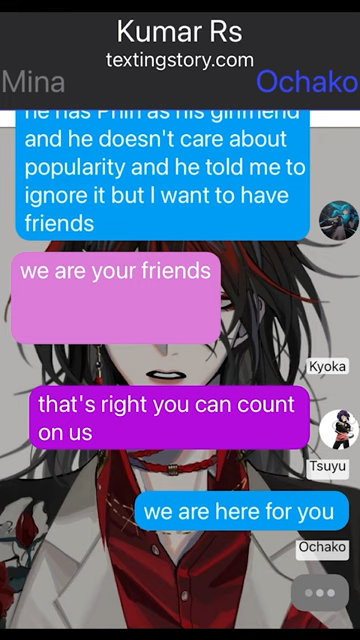 Kumar Rs
textingstory.com
Mina
Ochako
he has Phin as his girlfriend
and he doesn't care about
popularity and he told me to
ignore it but I want to have
friends
we are your friends
Kyoka
that's right you can count
on us
Tsuyu
we are here for you
Ochako